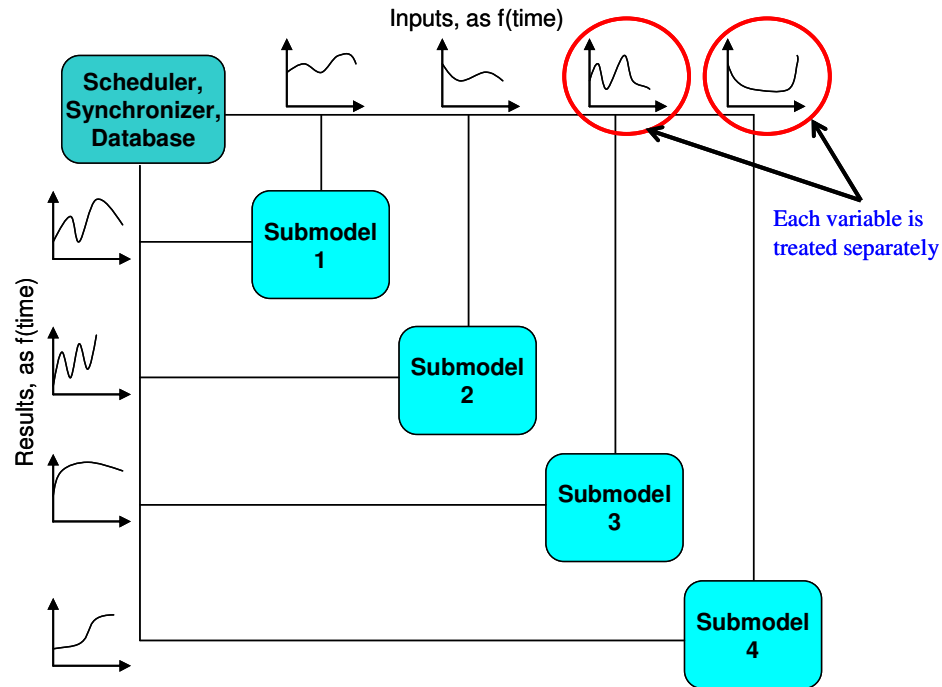 Inputs, as f(time)
Scheduler,
Synchronizer,
Database
Submodel
1
Each variable is
treated separately
Results, as f(time)
Submodel
2
Submodel
3
Submodel
4